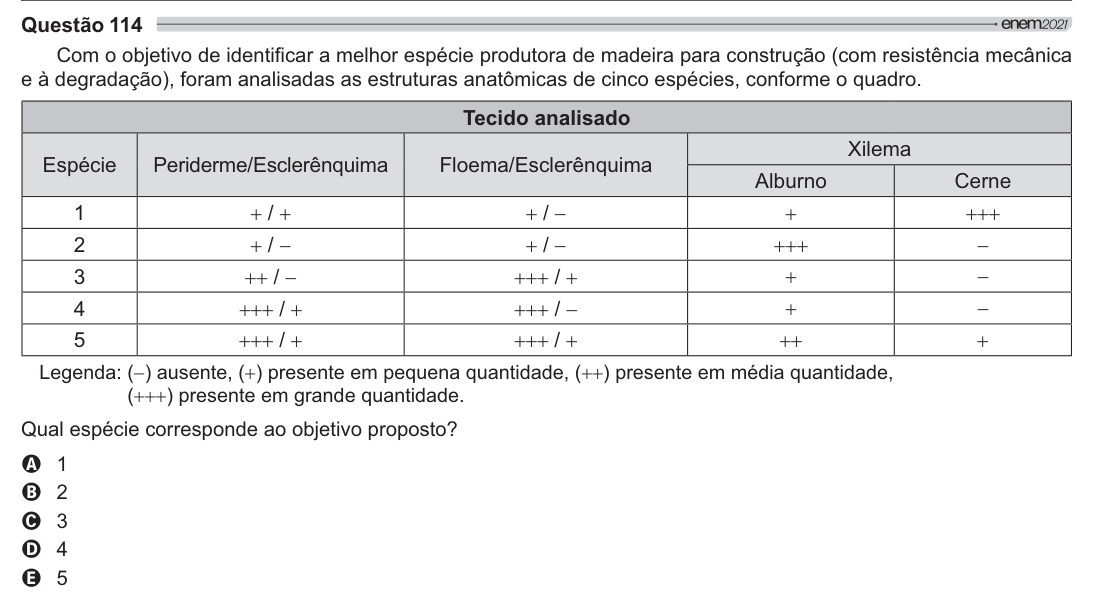 Questão 114
enem2021
Com o objetivo de identificar a melhor espécie produtora de madeira para construção (com resistência mecânica
e à degradação), foram analisadas as estruturas anatômicas de cinco espécies, conforme o quadro.
Tecido analisado
Espécie Periderme/Esclerênquima Floema/Esclerênquima Xilema
Alburno Cerne
1 + / + + / − + +++
2 + / − + / − +++ −
3 ++ / − +++ / + + −
4 +++ / + +++ / − + −
5 +++ / + +++ / + ++ +
Legenda: (−) ausente, (+) presente em pequena quantidade, (++) presente em média quantidade,
(+++) presente em grande quantidade.
Qual espécie corresponde ao objetivo proposto?
A 1
B 2
C 3
D 4
E 5